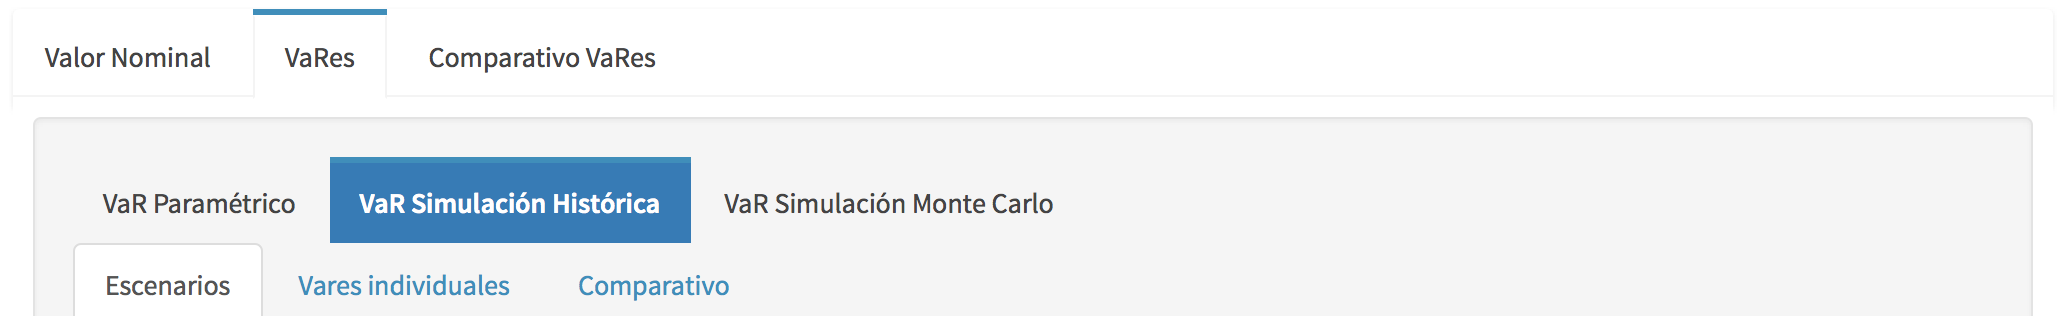 Valor Nominal VaRes Comparativo VaRes
VaR Paramétrico VaR Simulación Histórica VaR Simulación Monte Carlo
Escenarios Vares individuales Comparativo